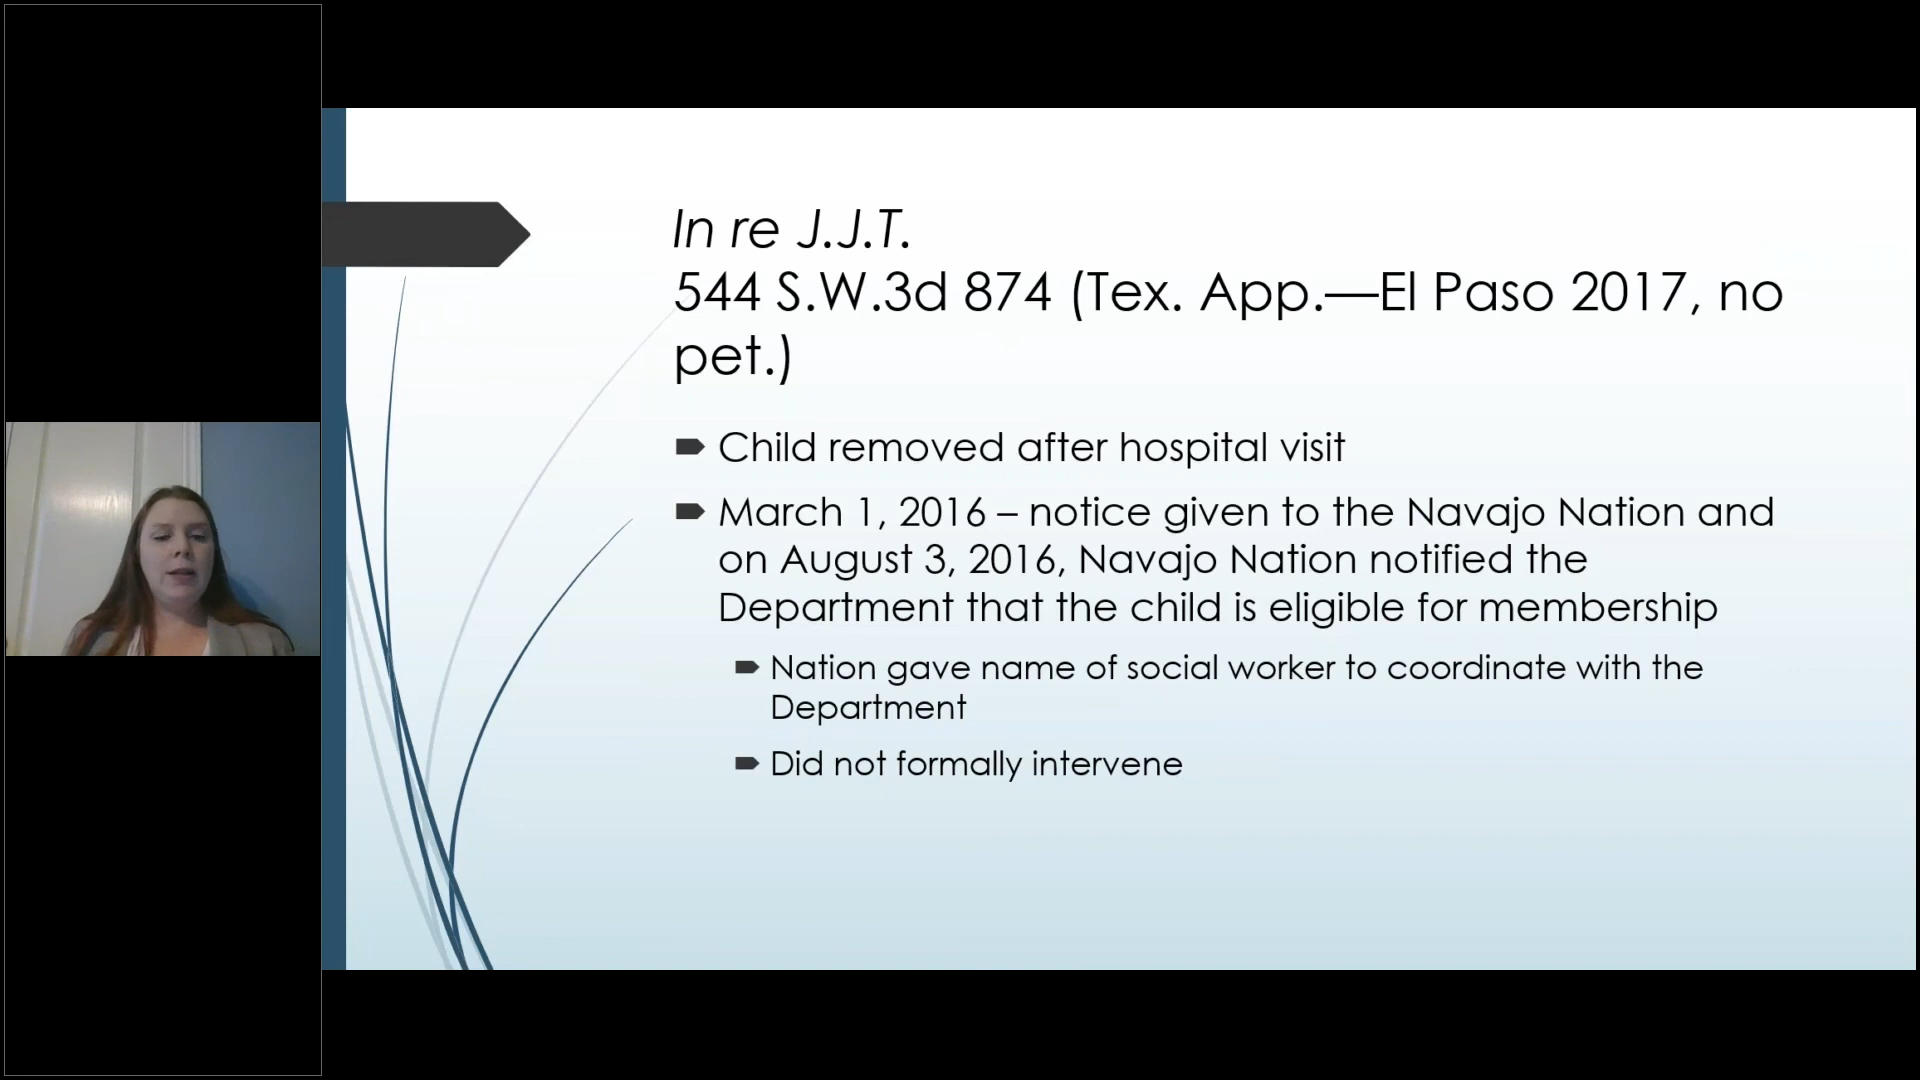 In re J.J.T.
544 S.W.3d 874 (Tex. App.—El Paso 2017, no
pet.)
Child removed after hospital visit
March 1, 2016 – notice given to the Navajo Nation and
on August 3, 2016, Navajo Nation notified the
Department that the child is eligible for membership
Nation gave name of social worker to coordinate with the
Department
Did not formally intervene